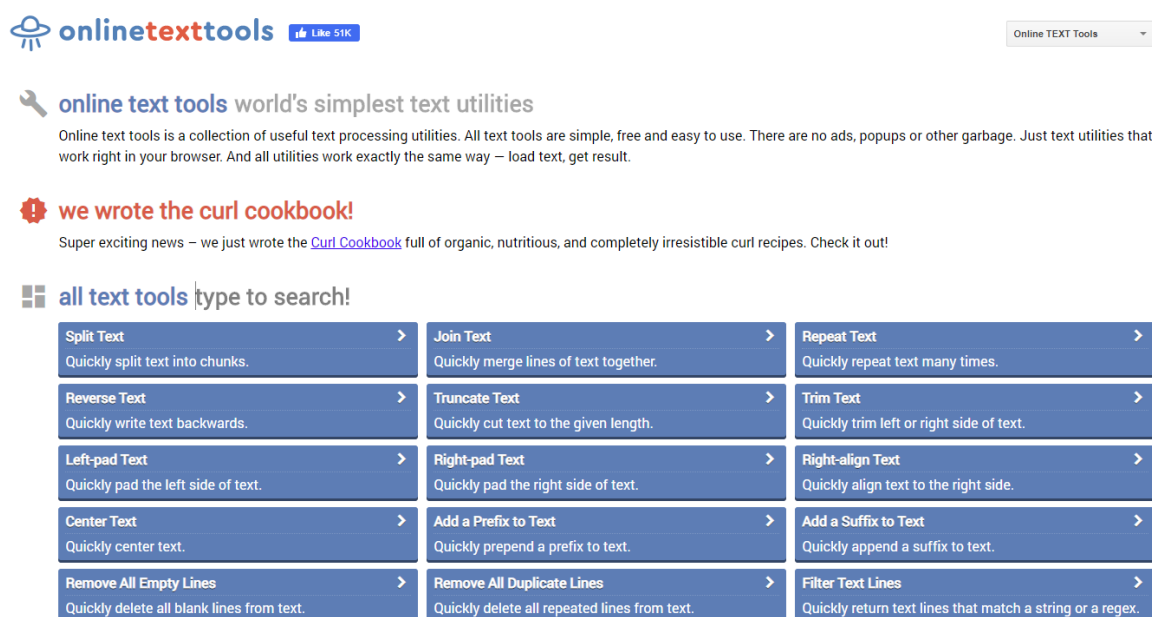 onlinetexttools
Like 51K
Online TEXT Tools
online text tools world's simplest text utilities
Online text tools is a collection of useful text processing utilities. All text tools are simple, free and easy to use. There are no ads, popups or other garbage. Just text utilities that
work right in your browser. And all utilities work exactly the same way — load text, get result.
we wrote the curl cookbook!
Super exciting news – we just wrote the Curl Cookbook full of organic, nutritious, and completely irresistible curl recipes. Check it out!
all text tools type to search!
Split Text
Quickly split text into chunks.
Join Text
Quickly merge lines of text together.
Repeat Text
Quickly repeat text many times.
Reverse Text
Quickly write text backwards.
Truncate Text
Quickly cut text to the given length.
Trim Text
Quickly trim left or right side of text.
Left-pad Text
Quickly pad the left side of text.
Right-pad Text
Quickly pad the right side of text.
Right-align Text
Quickly align text to the right side.
Center Text
Quickly center text.
Add a Prefix to Text
Quickly prepend a prefix to text.
Add a Suffix to Text
Quickly append a suffix to text.
Remove All Empty Lines
Quickly delete all blank lines from text.
Remove All Duplicate Lines
Quickly delete all repeated lines from text.
Filter Text Lines
Quickly return text lines that match a string or a regex.